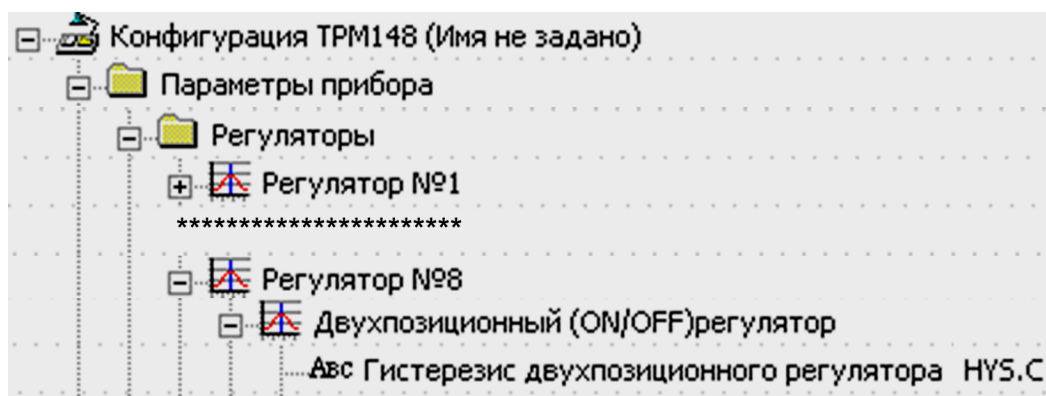 Конфигурация ТРМ148 (Имя не задано)
Параметры прибора
Регуляторы
Регулятор №1
***********************
Регулятор №8
Двухпозиционный (ON/OFF)регулятор
Авс Гистерезис двухпозиционного регулятора HYS.C